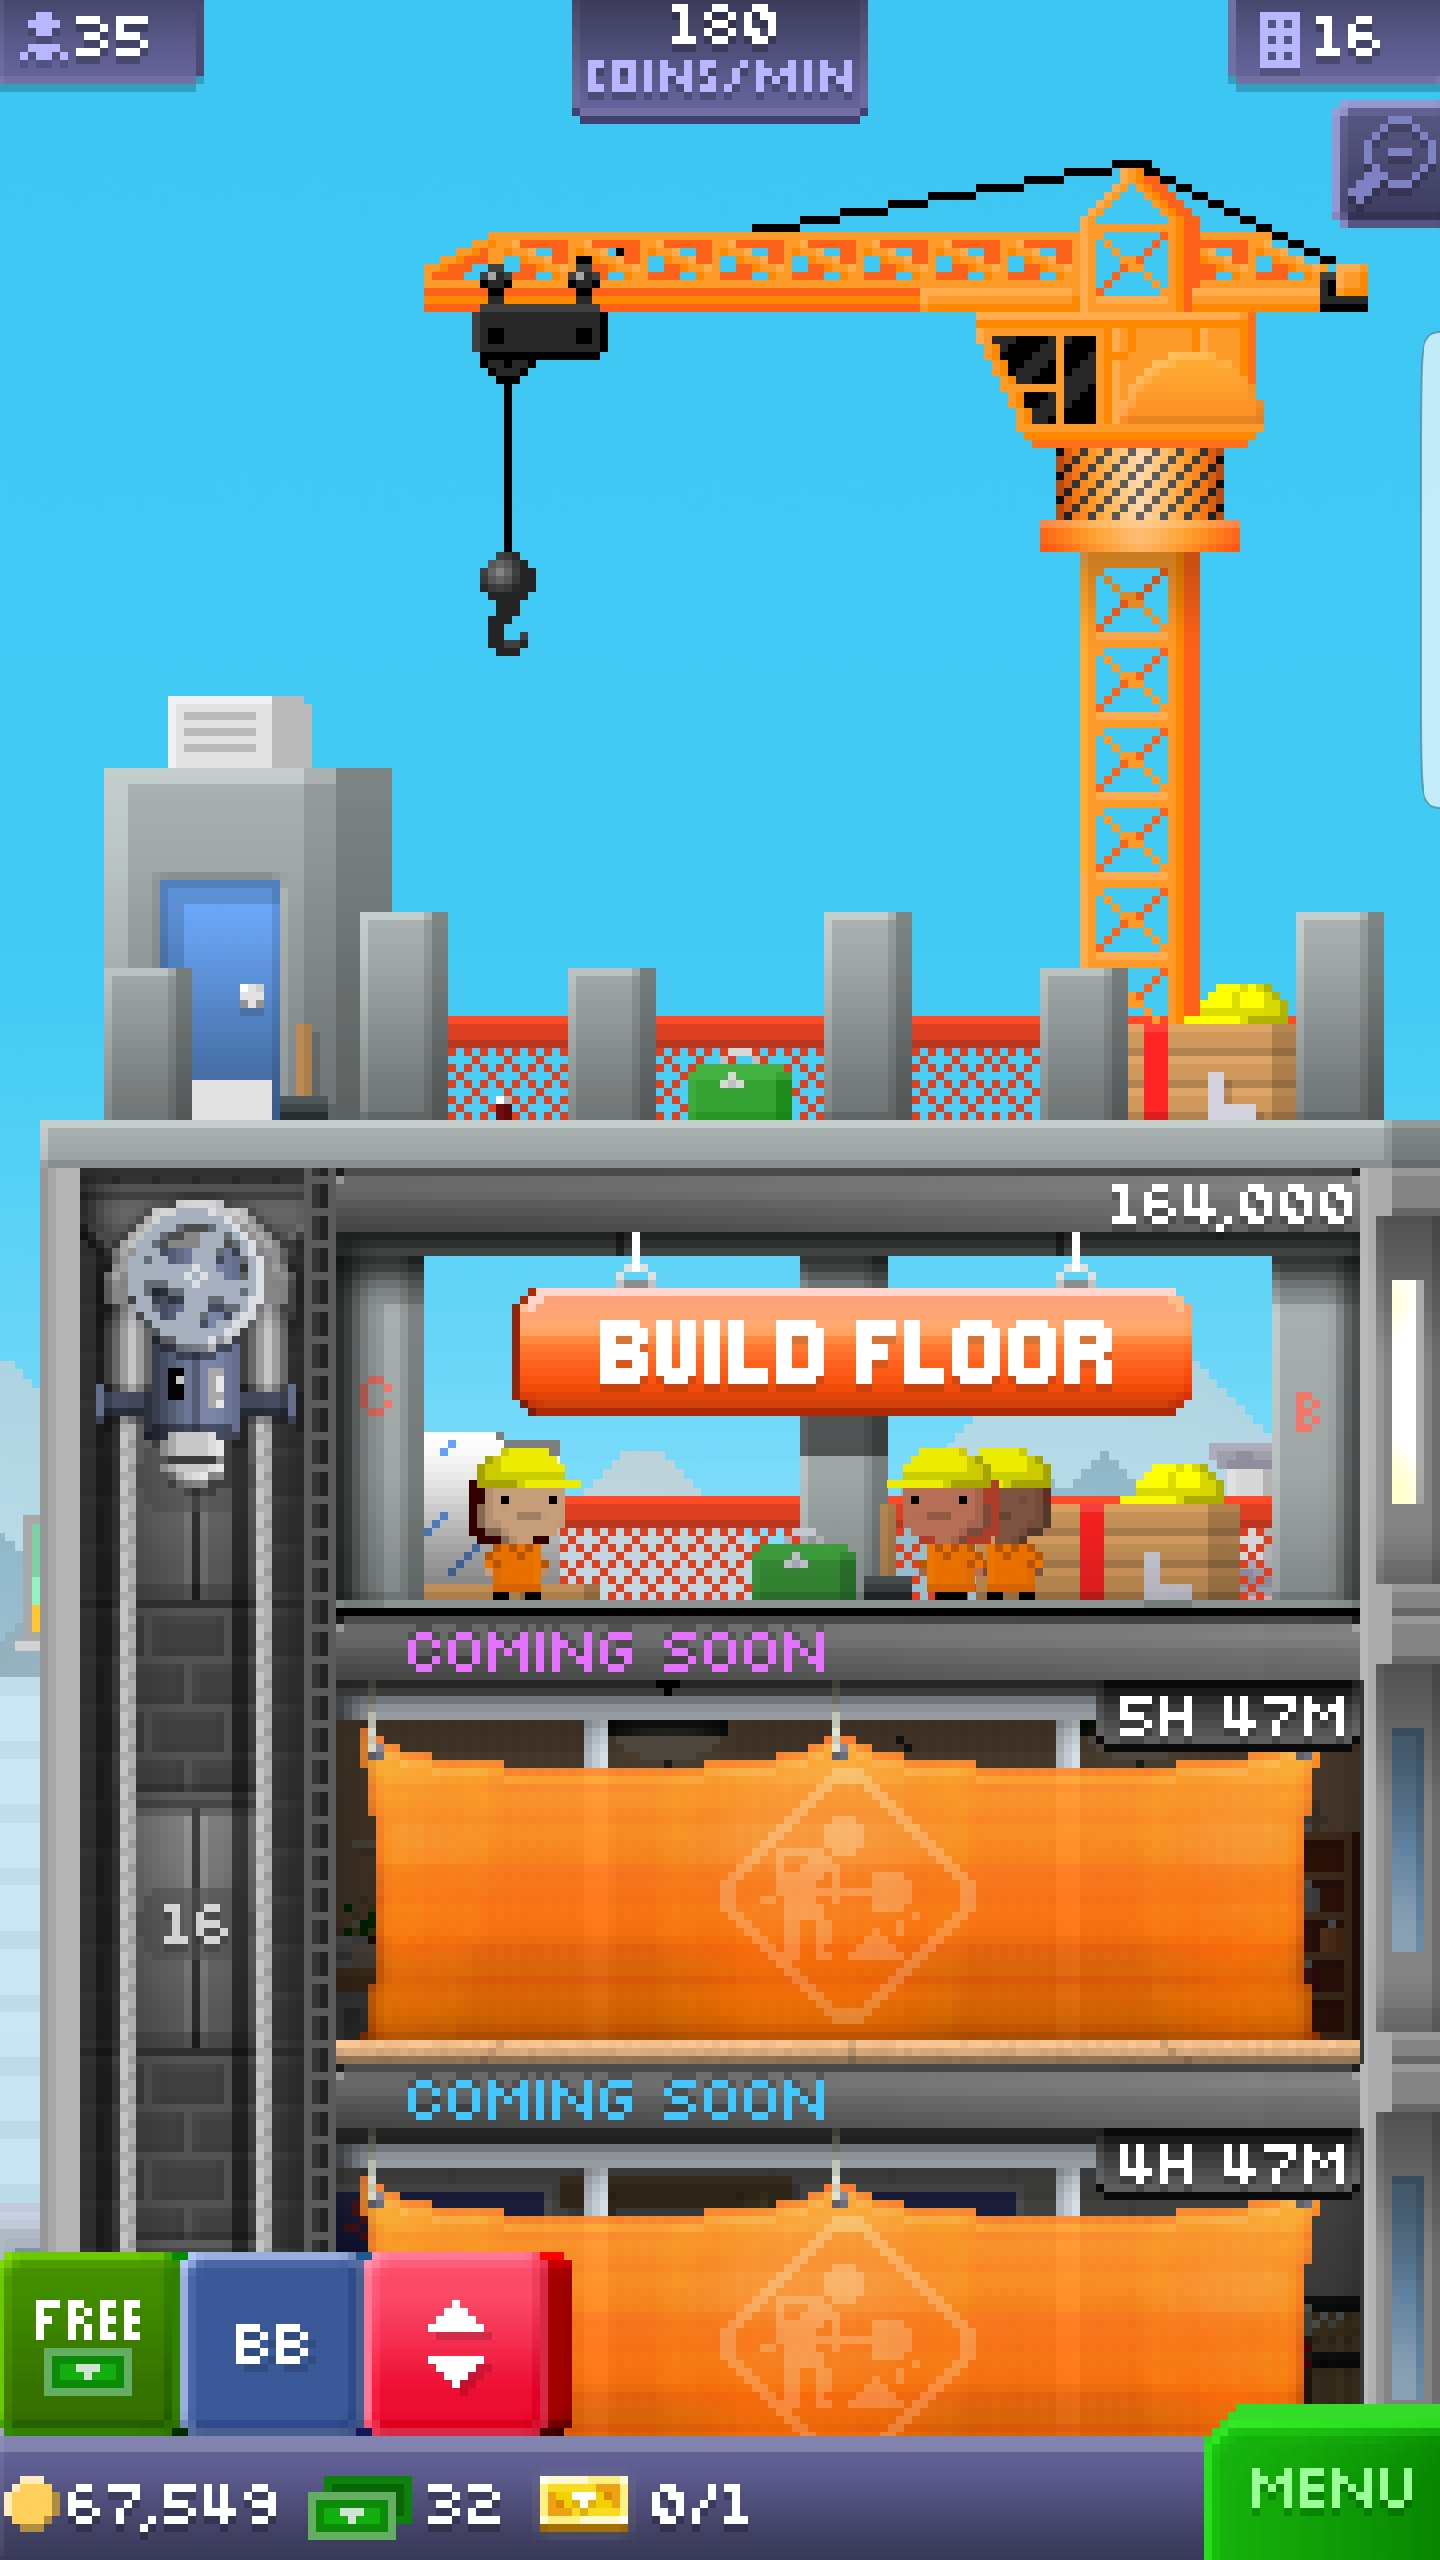 35
180
COINS/MIN
16
164,000
BUILD FLOOR
C
B
COMING SOON
5H 47M
16
COMING SOON
4H 47M
FREE
BB
67,549
32
0/1
MENU